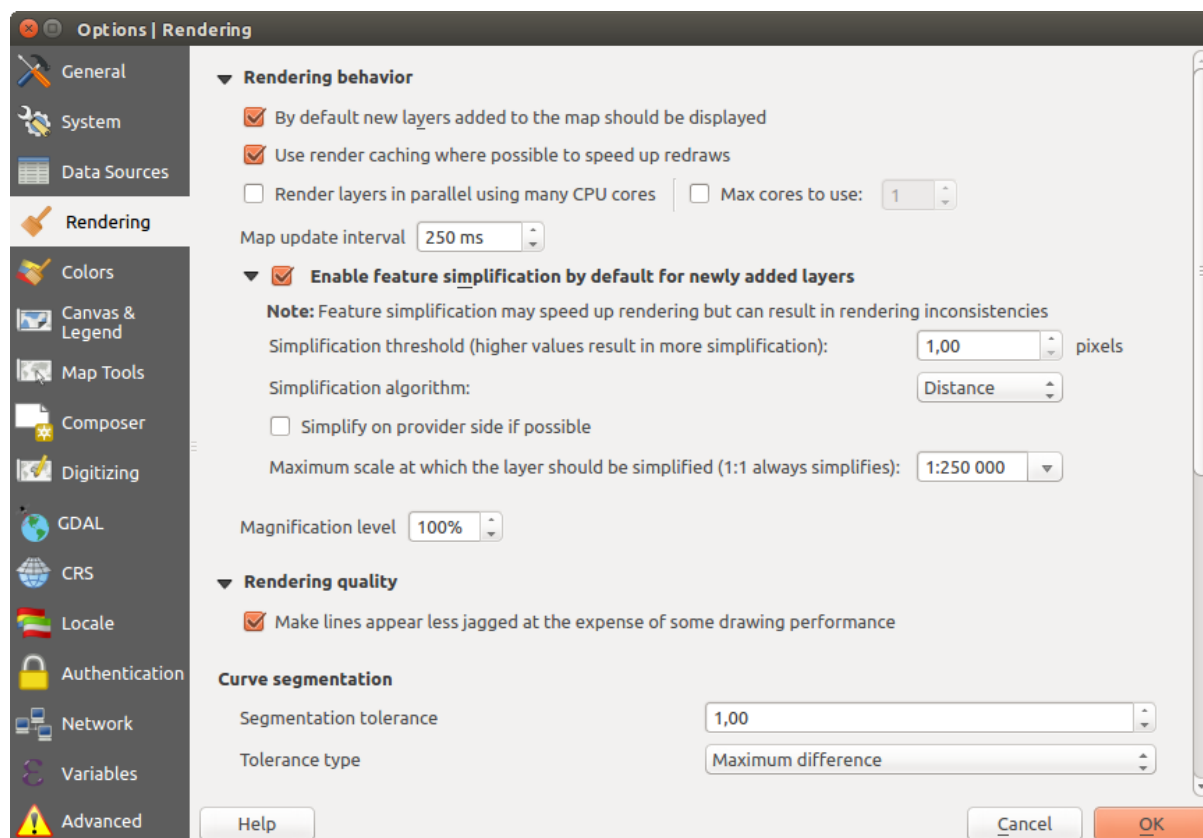 Options | Rendering
General
System
Data Sources
Rendering
Colors
Canvas &
Legend
Map Tools
Composer
Digitizing
GDAL
CRS
Locale
Authentication
Network
Variables
Advanced
Rendering behavior
By default new layers added to the map should be displayed
Use render caching where possible to speed up redraws
Render layers in parallel using many CPU cores Max cores to use: 1
Map update interval 250 ms
Enable feature simplification by default for newly added layers
Note: Feature simplification may speed up rendering but can result in rendering inconsistencies
Simplification threshold (higher values result in more simplification): 1,00 pixels
Simplification algorithm: Distance
Simplify on provider side if possible
Maximum scale at which the layer should be simplified (1:1 always simplifies): 1:250 000
Magnification level 100%
Rendering quality
Make lines appear less jagged at the expense of some drawing performance
Curve segmentation
Segmentation tolerance 1,00
Tolerance type Maximum difference
Help Cancel OK